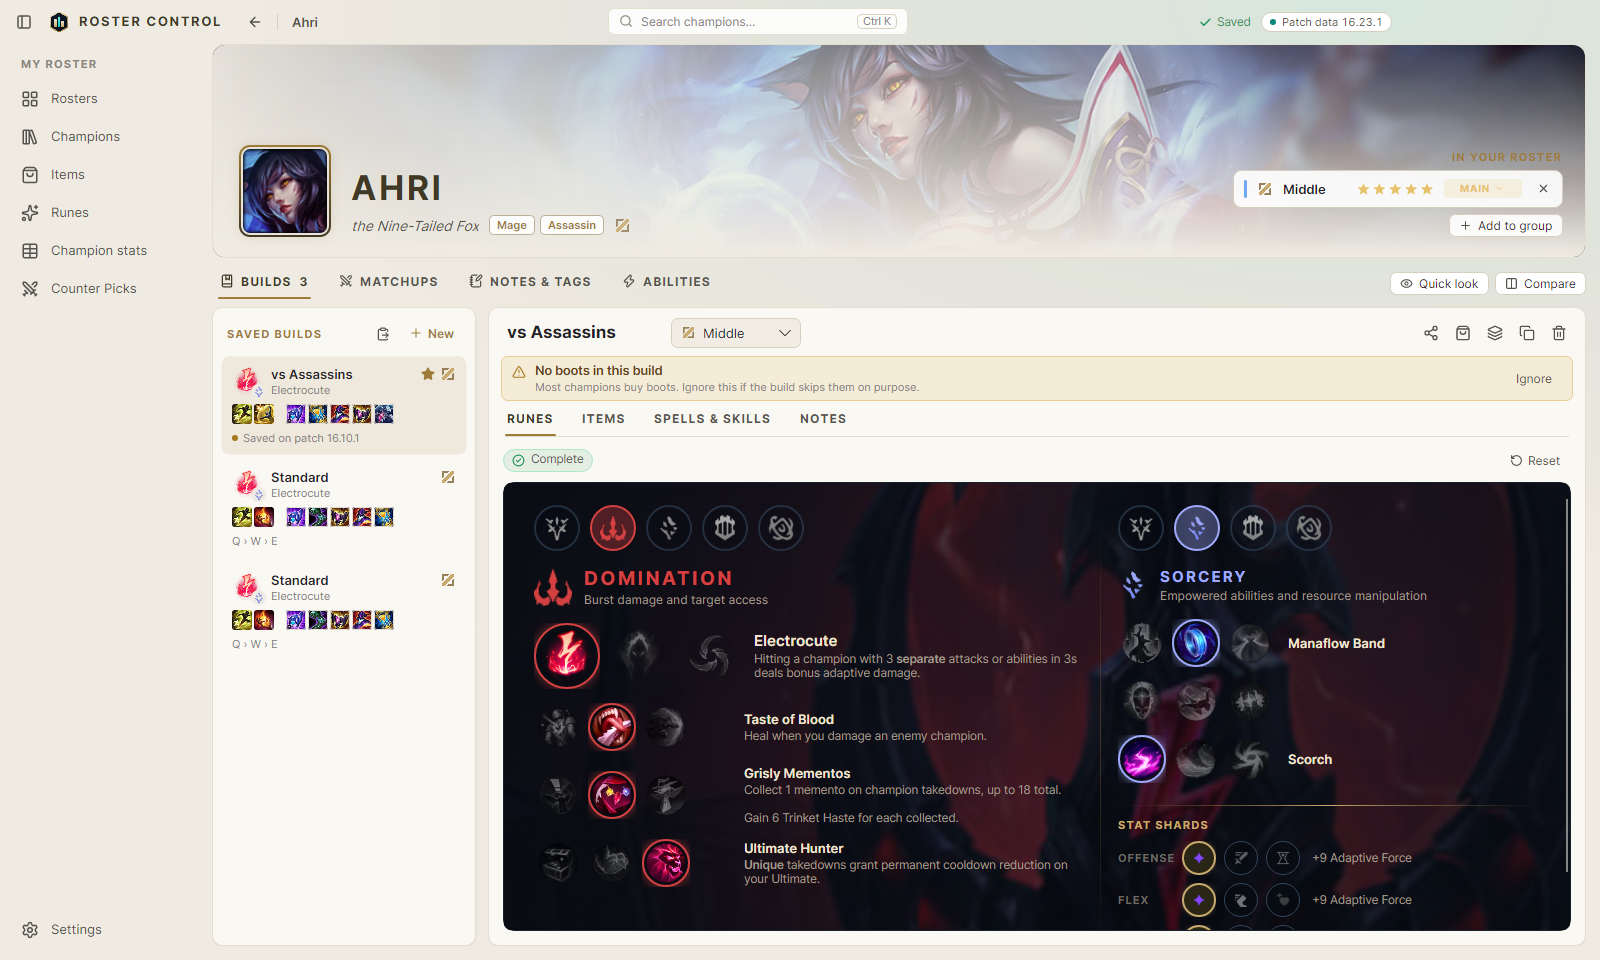 ROSTER CONTROL
Ahri
Search champions...
Ctrl K
Saved
Patch data 16.23.1
MY ROSTER
Rosters
Champions
Items
Runes
Champion stats
Counter Picks
Settings
AHRI
the Nine-Tailed Fox
Mage
Assassin
IN YOUR ROSTER
Middle
MAIN
Add to group
BUILDS 3
MATCHUPS
NOTES & TAGS
ABILITIES
Quick look
Compare
SAVED BUILDS
New
vs Assassins
Electrocute
Saved on patch 16.10.1
Standard
Electrocute
Q › W › E
Standard
Electrocute
Q › W › E
vs Assassins
Middle
No boots in this build
Most champions buy boots. Ignore this if the build skips them on purpose.
Ignore
RUNES
ITEMS
SPELLS & SKILLS
NOTES
Complete
Reset
DOMINATION
Burst damage and target access
Electrocute
Hitting a champion with 3 separate attacks or abilities in 3s
deals bonus adaptive damage.
Taste of Blood
Heal when you damage an enemy champion.
Grisly Mementos
Collect 1 memento on champion takedowns, up to 18 total.
Gain 6 Trinket Haste for each collected.
Ultimate Hunter
Unique takedowns grant permanent cooldown reduction on
your Ultimate.
SORCERY
Empowered abilities and resource manipulation
Manaflow Band
Scorch
STAT SHARDS
OFFENSE
+9 Adaptive Force
FLEX
+9 Adaptive Force